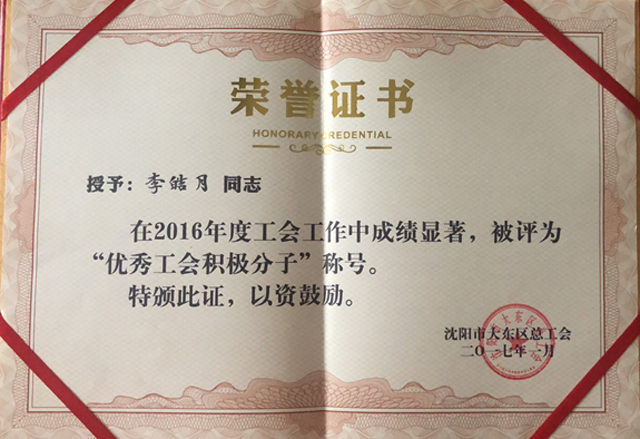 荣誉证书
HONORARY CREDENTIAL
授予：李皓月 同志
在2016年度工会工作中成绩显著，被评为
“优秀工会积极分子”称号。
特颁此证，以资鼓励。
沈阳市大东区总工会
二〇一七年一月